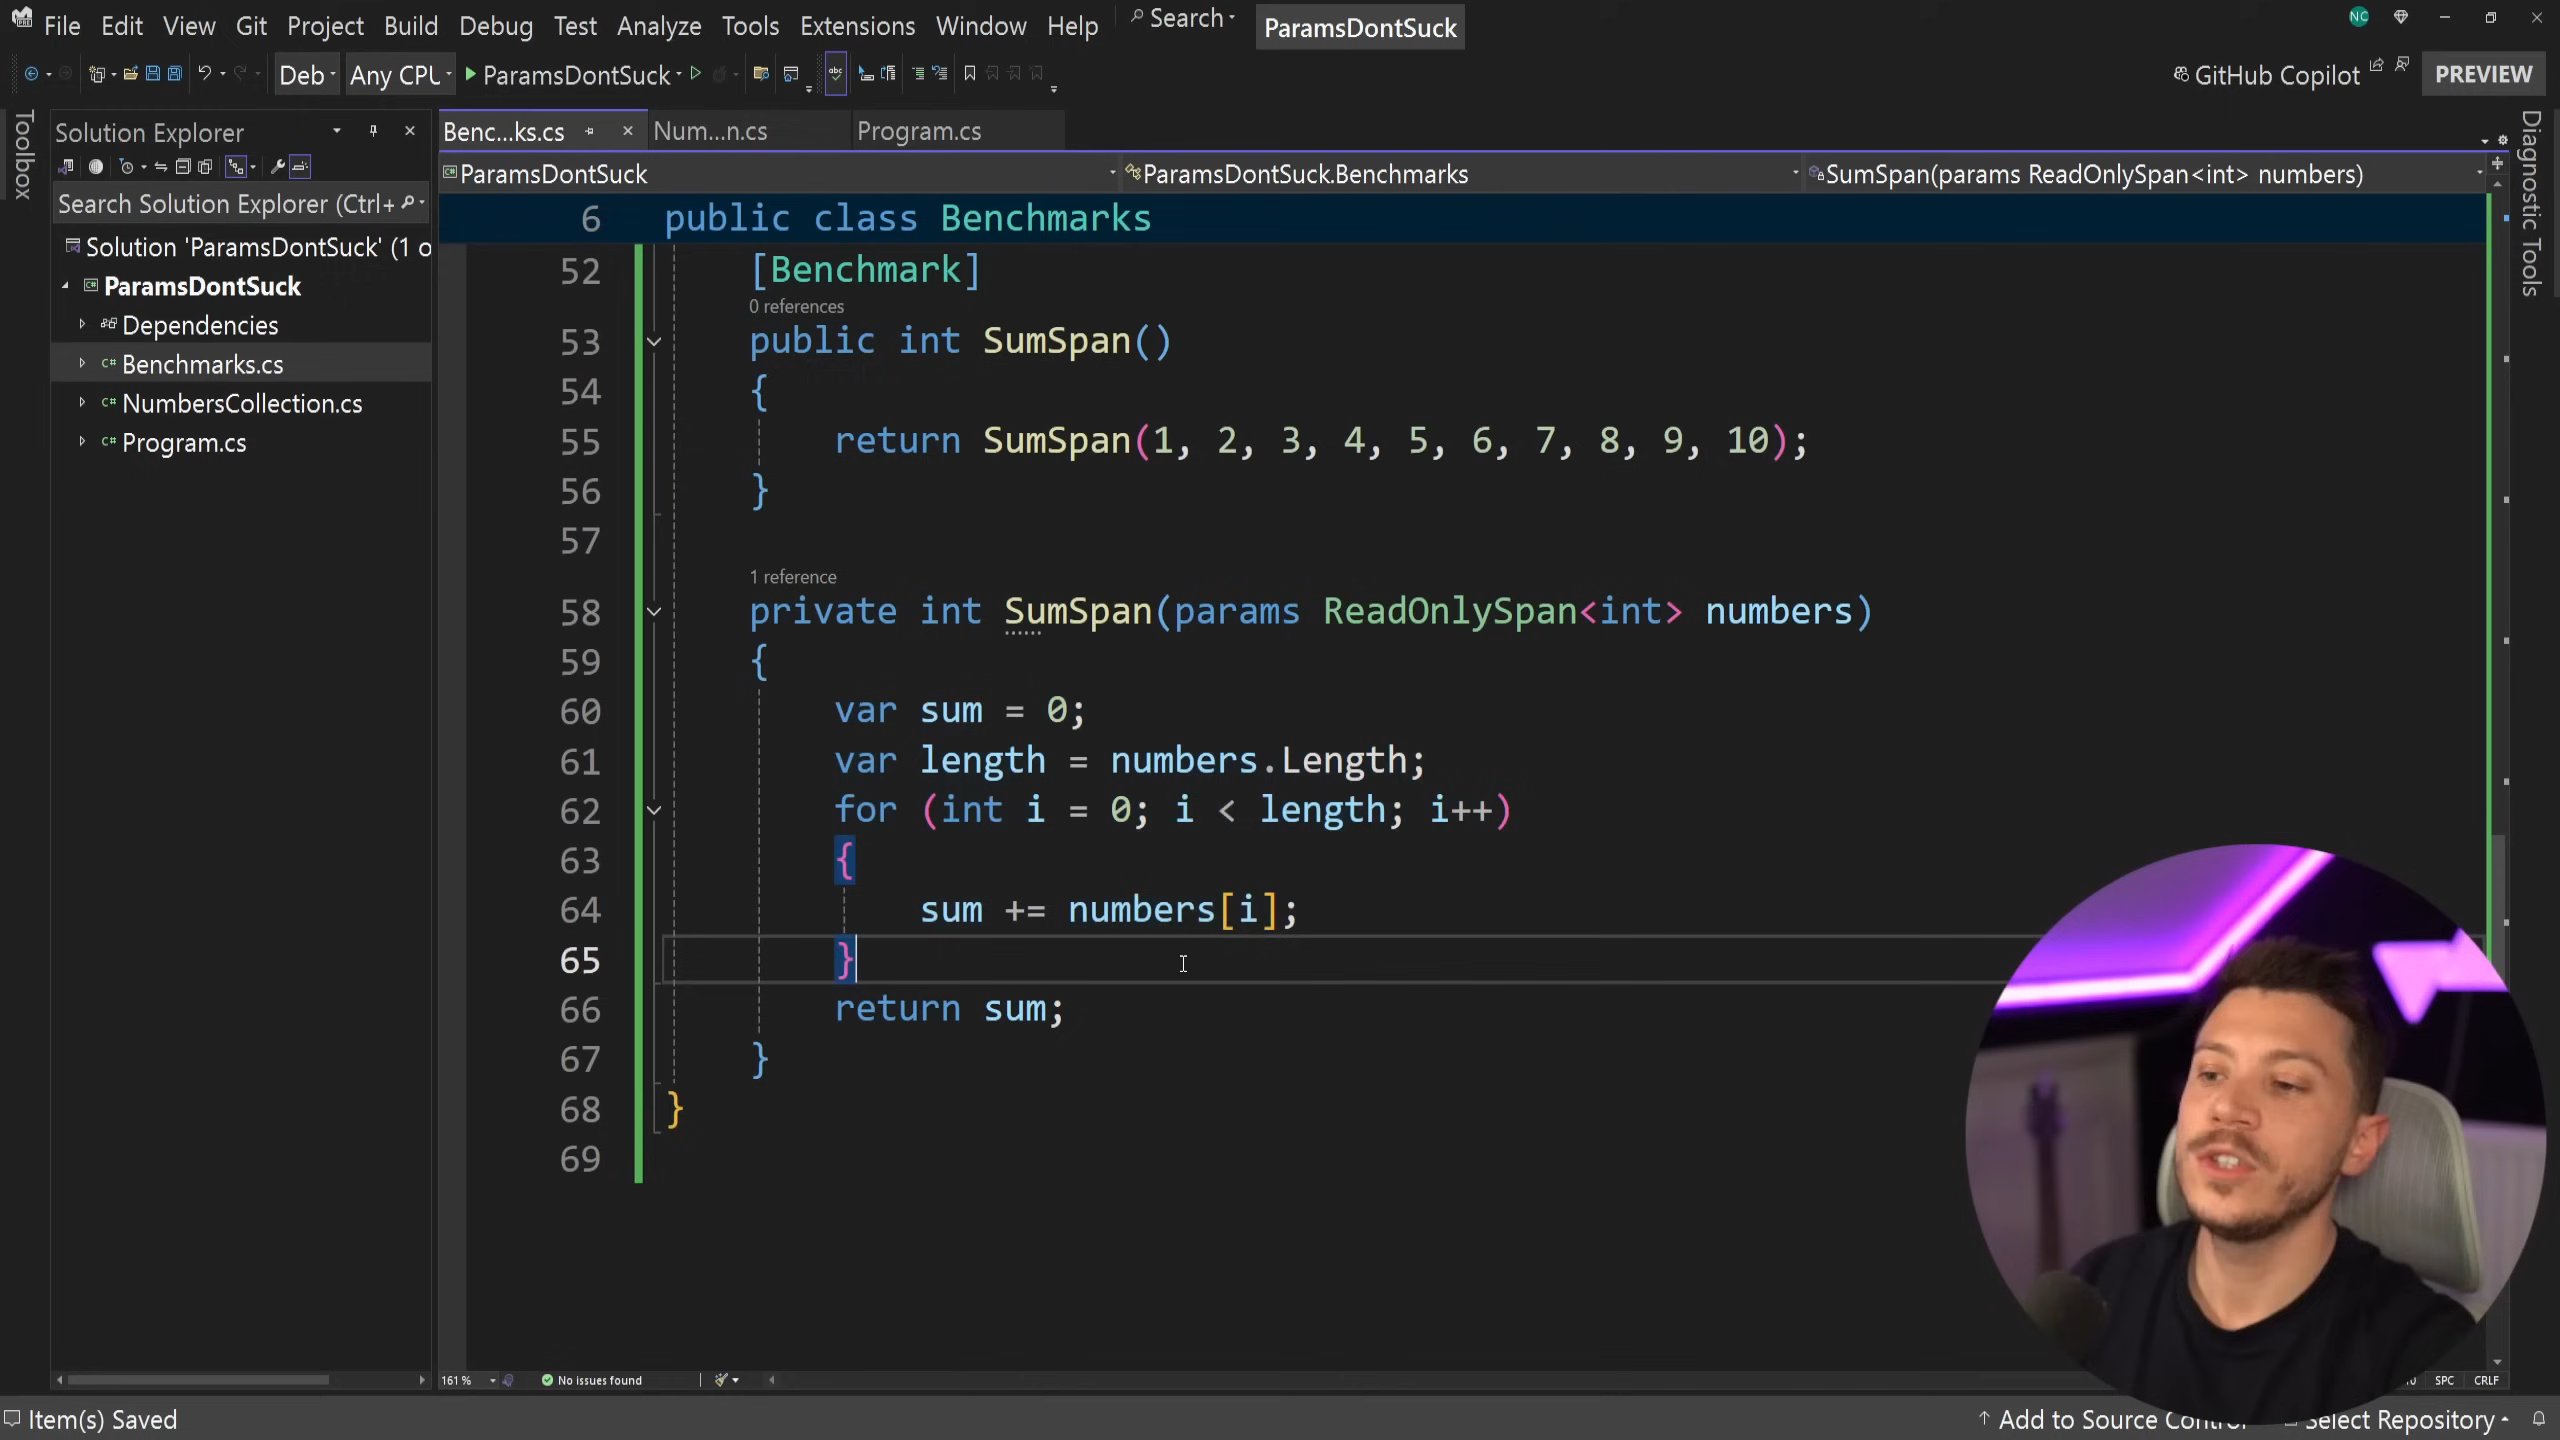 File Edit View Git Project Build Debug Test Analyze Tools Extensions Window Help Search ParamsDontSuck NC
Deb Any CPU ParamsDontSuck GitHub Copilot PREVIEW
Toolbox
Solution Explorer
Search Solution Explorer (Ctrl+
Solution 'ParamsDontSuck' (1 o
ParamsDontSuck
Dependencies
Benchmarks.cs
NumbersCollection.cs
Program.cs
Benc...ks.cs Num...n.cs Program.cs
ParamsDontSuck ParamsDontSuck.Benchmarks SumSpan(params ReadOnlySpan<int> numbers)
6 public class Benchmarks
52 [Benchmark]
0 references
53 public int SumSpan()
54 {
55 return SumSpan(1, 2, 3, 4, 5, 6, 7, 8, 9, 10);
56 }
57
1 reference
58 private int SumSpan(params ReadOnlySpan<int> numbers)
59 {
60 var sum = 0;
61 var length = numbers.Length;
62 for (int i = 0; i < length; i++)
63 {
64 sum += numbers[i];
65 }
66 return sum;
67 }
68 }
69
Diagnostic Tools
161 % No issues found SPC CRLF
Item(s) Saved Add to Source Select Repository